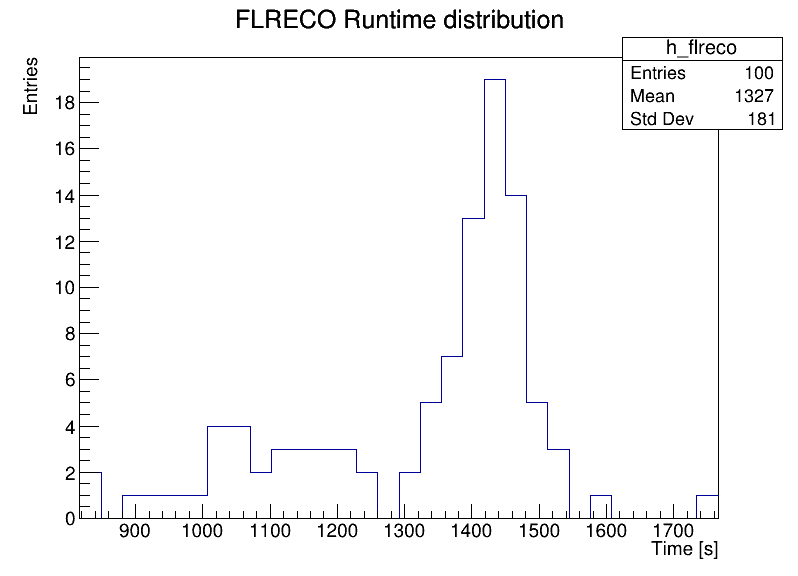 FLRECO Runtime distribution
h_flreco
Entries 100
Mean 1327
Std Dev 181
Entries
18
16
14
12
10
8
6
4
2
0
900 1000 1100 1200 1300 1400 1500 1600 1700
Time [s]